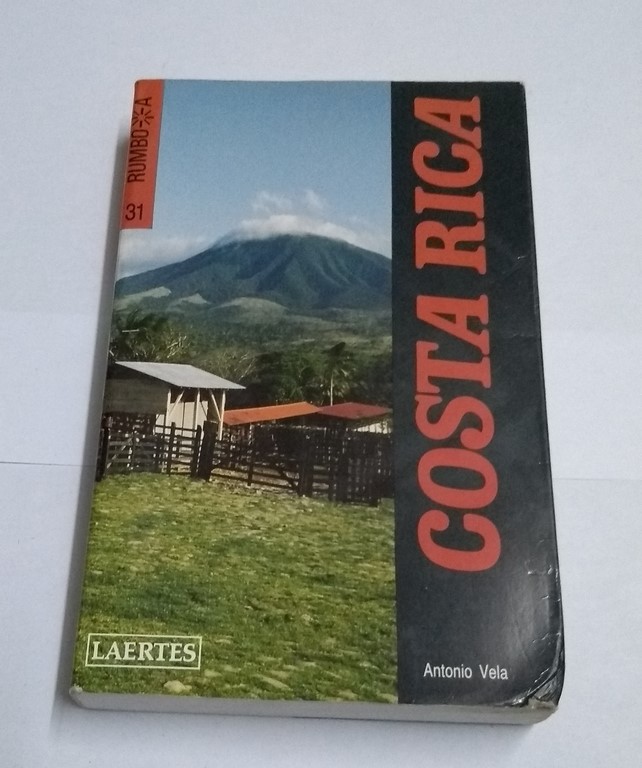 RUMBO A
31
COSTA RICA
LAERTES
Antonio Vela